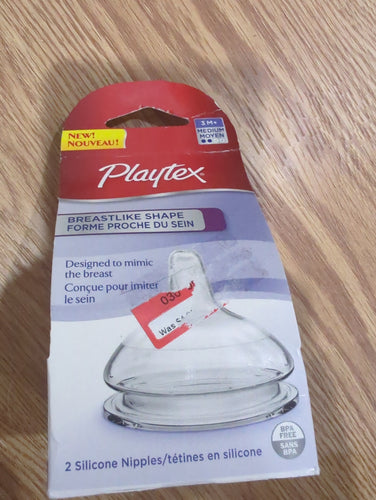 NEW!
NOUVEAU!
3 M+
MEDIUM
MOYEN
Playtex
BREASTLIKE SHAPE
FORME PROCHE DU SEIN
Designed to mimic
the breast
Conçue pour imiter
le sein
030
Was
BPA
FREE
SANS
BPA
2 Silicone Nipples/tétines en silicone